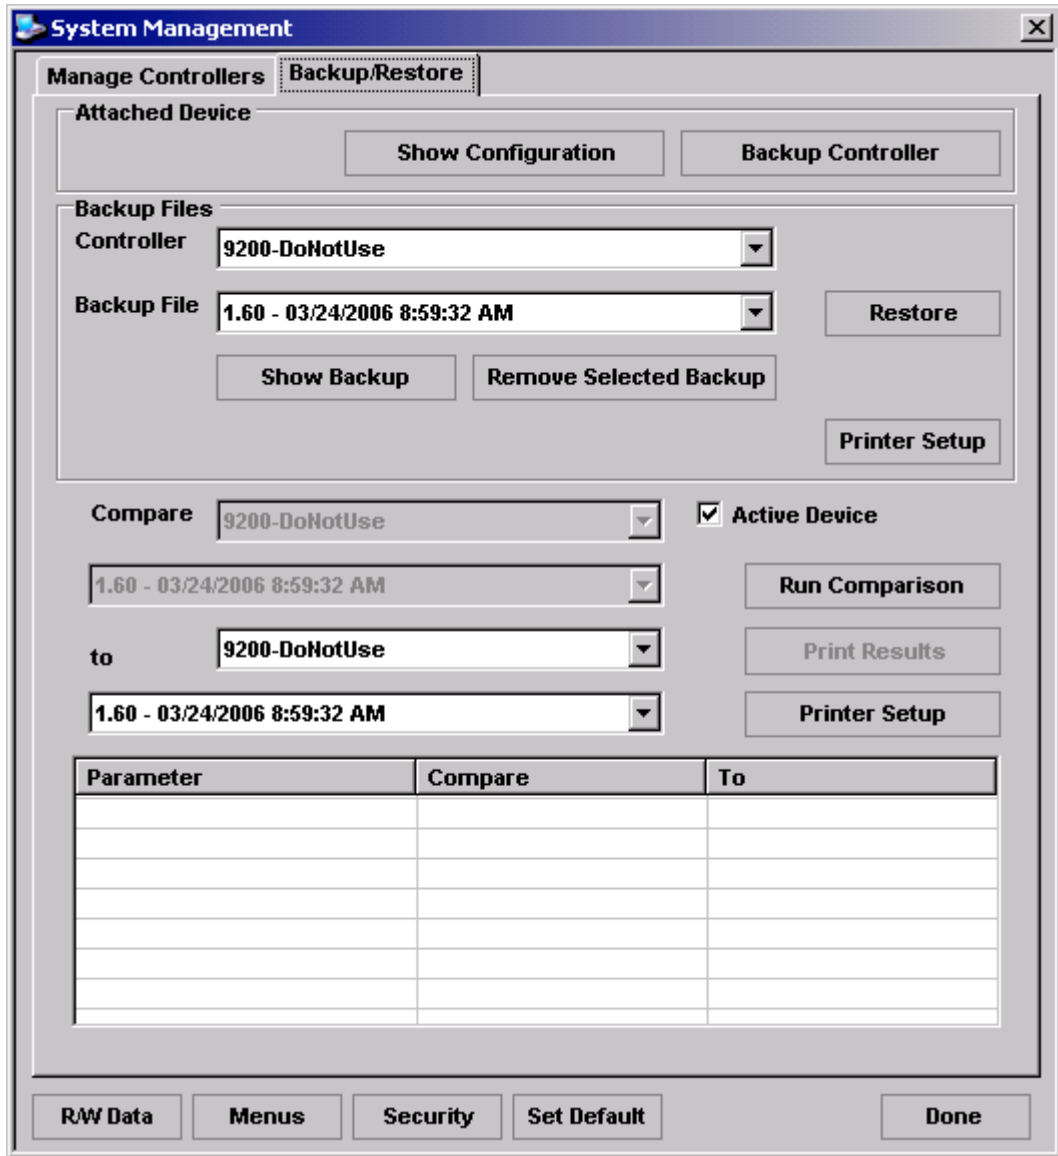 System Management
Manage Controllers Backup/Restore
Attached Device
Show Configuration Backup Controller
Backup Files
Controller 9200-DoNotUse
Backup File 1.60 - 03/24/2006 8:59:32 AM Restore
Show Backup Remove Selected Backup
Printer Setup
Compare 9200-DoNotUse Active Device
1.60 - 03/24/2006 8:59:32 AM Run Comparison
to 9200-DoNotUse Print Results
1.60 - 03/24/2006 8:59:32 AM Printer Setup
Parameter Compare To
R/W Data Menus Security Set Default Done